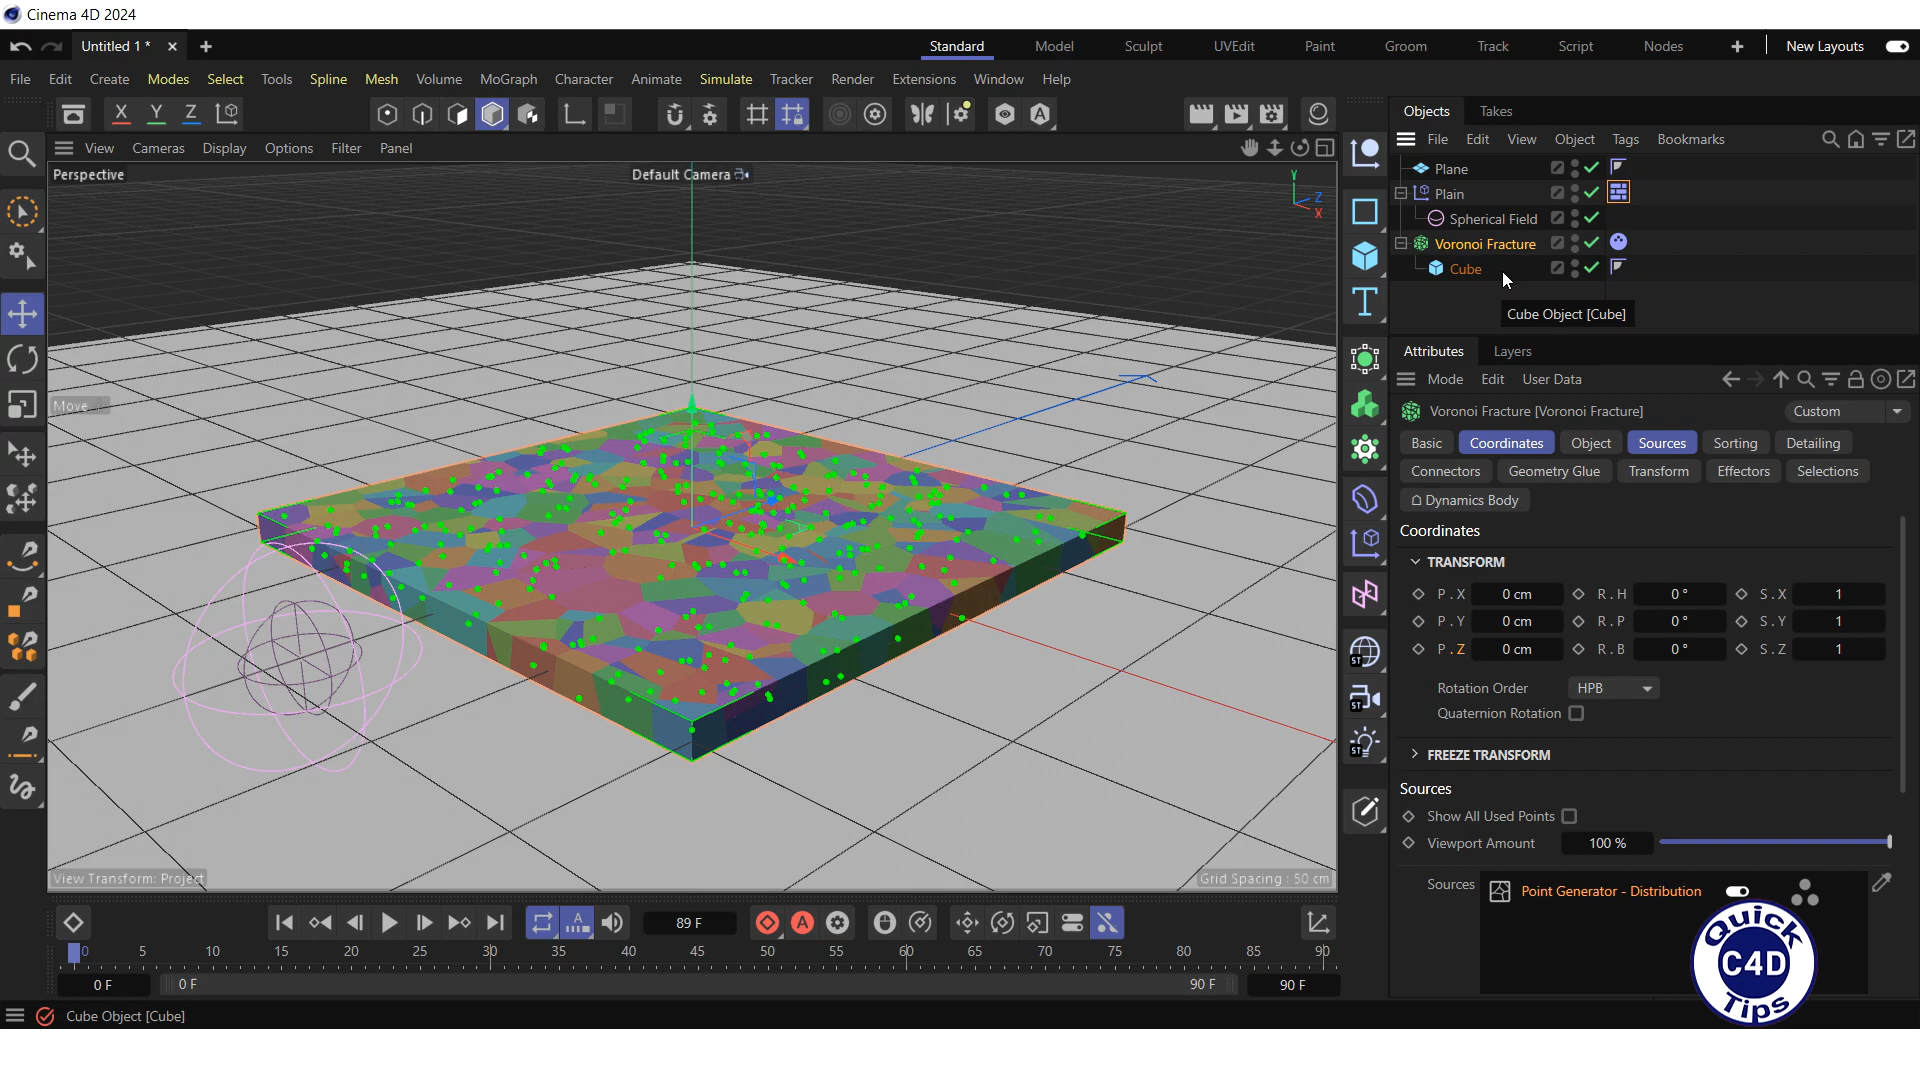 Cinema 4D 2024
Untitled 1 *
Standard Model Sculpt UVEdit Paint Groom Track Script Nodes New Layouts
File Edit Create Modes Select Tools Spline Mesh Volume MoGraph Character Animate Simulate Tracker Render Extensions Window Help
X Y Z
Objects Takes
File Edit View Object Tags Bookmarks
View Cameras Display Options Filter Panel
Perspective
Default Camera
Y
Z
X
Plane
Plain
Spherical Field
Voronoi Fracture
Cube
Cube Object [Cube]
Attributes Layers
Mode Edit User Data
Voronoi Fracture [Voronoi Fracture] Custom
Move
Basic Coordinates Object Sources Sorting Detailing
Connectors Geometry Glue Transform Effectors Selections
Dynamics Body
Coordinates
TRANSFORM
P . X 0 cm R . H 0 ° S . X 1
P . Y 0 cm R . P 0 ° S . Y 1
P . Z 0 cm R . B 0 ° S . Z 1
Rotation Order HPB
Quaternion Rotation
FREEZE TRANSFORM
Sources
Show All Used Points
Viewport Amount 100 %
Sources Point Generator - Distribution
ST
ST
ST
View Transform: Project
Grid Spacing : 50 cm
A
89 F
A
0 5 10 15 20 25 30 35 40 45 50 55 60 65 70 75 80 85 90
0 F 0 F 90 F 90 F
Quick
C4D
Tips
Cube Object [Cube]